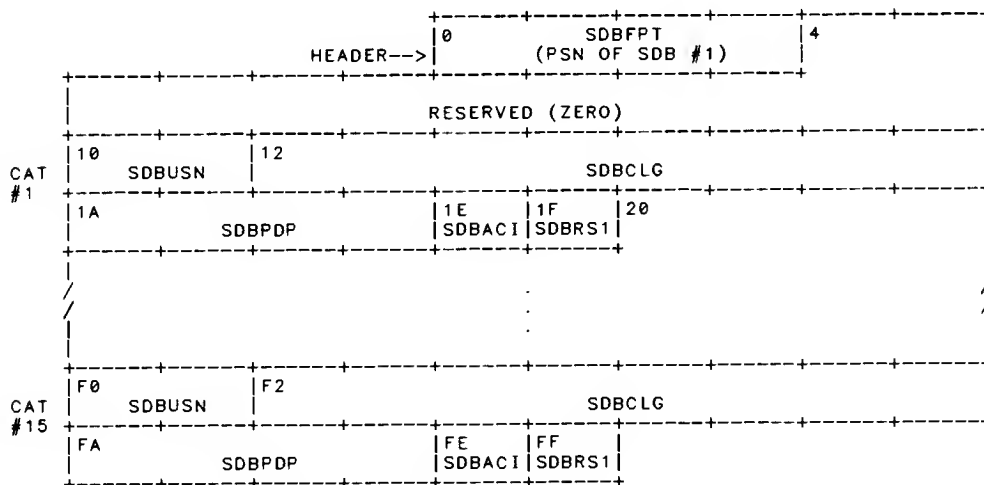 0 SDBFPT 4
HEADER--> (PSN OF SDB #1)
RESERVED (ZERO)
10 12
CAT SDBUSN SDBCLG
#1
1A 1E 1F 20
SDBPDP SDBACI SDBRS1
F0 F2
CAT SDBUSN SDBCLG
#15
FA FE FF
SDBPDP SDBACI SDBRS1